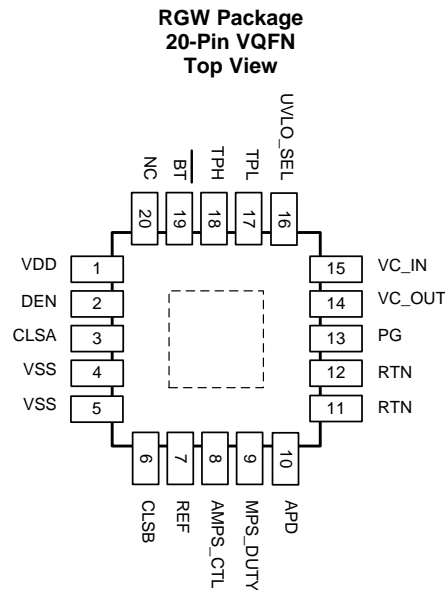 RGW Package
20-Pin VQFN
Top View
NC
BT
TPH
TPL
UVLO_SEL
20
19
18
17
16
VDD 1
DEN 2
CLSA 3
VSS 4
VSS 5
15 VC_IN
14 VC_OUT
13 PG
12 RTN
11 RTN
6
7
8
9
10
CLSB
REF
AMPS_CTL
MPS_DUTY
APD